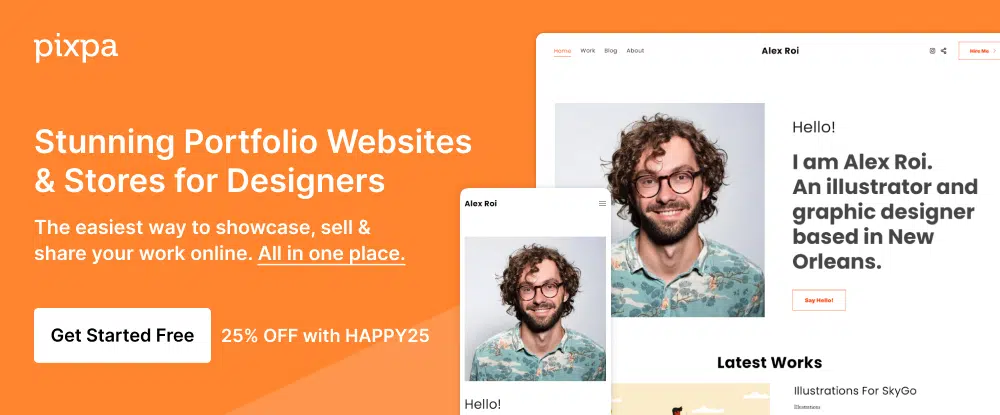 pixpa
Stunning Portfolio Websites
& Stores for Designers
The easiest way to showcase, sell &
share your work online. All in one place.
Get Started Free
25% OFF with HAPPY25
Home Work Blog About
Alex Roi
Hire Me
Hello!
I am Alex Roi.
An illustrator and
graphic designer
based in New
Orleans.
Say Hello!
Latest Works
Illustrations For SkyGo
Illustrations
Alex Roi
Hello!